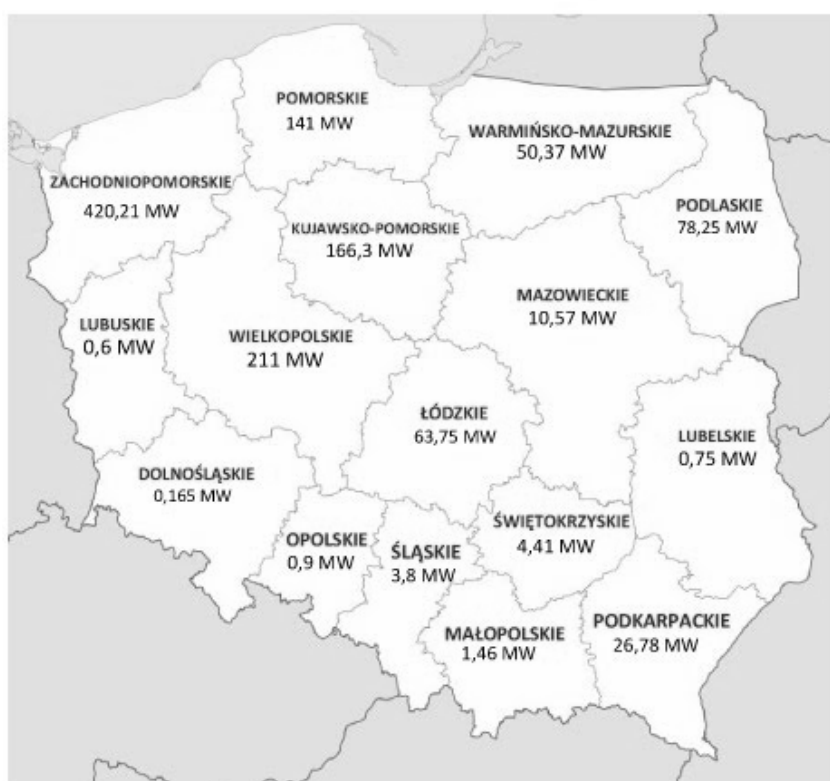 POMORSKIE
141 MW
WARMIŃSKO-MAZURSKIE
50,37 MW
ZACHODNIOPOMORSKIE
420,21 MW
KUJAWSKO-POMORSKIE
166,3 MW
PODLASKIE
78,25 MW
MAZOWIECKIE
10,57 MW
LUBUSKIE
0,6 MW
WIELKOPOLSKIE
211 MW
ŁÓDZKIE
63,75 MW
LUBELSKIE
0,75 MW
DOLNOŚLĄSKIE
0,165 MW
OPOLSKIE
0,9 MW
ŚLĄSKIE
3,8 MW
ŚWIĘTOKRZYSKIE
4,41 MW
MAŁOPOLSKIE
1,46 MW
PODKARPACKIE
26,78 MW